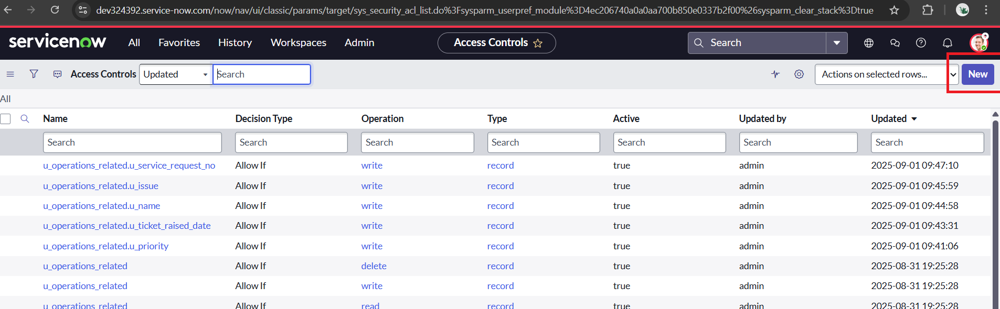 dev324392.service-now.com/now/nav/ui/classic/params/target/sys_security_acl_list.do%3Fsysparm_userpref_module%3D4ec206740a0a0aa700b850e0337b2f00%26sysparm_clear_stack%3Dtrue
servicenow All Favorites History Workspaces Admin Access Controls Search
Access Controls Updated Search Actions on selected rows... New
All
Name Decision Type Operation Type Active Updated by Updated
Search Search Search Search Search Search Search
u_operations_related.u_service_request_no Allow If write record true admin 2025-09-01 09:47:10
u_operations_related.u_issue Allow If write record true admin 2025-09-01 09:45:59
u_operations_related.u_name Allow If write record true admin 2025-09-01 09:44:58
u_operations_related.u_ticket_raised_date Allow If write record true admin 2025-09-01 09:43:31
u_operations_related.u_priority Allow If write record true admin 2025-09-01 09:41:06
u_operations_related Allow If delete record true admin 2025-08-31 19:25:28
u_operations_related Allow If write record true admin 2025-08-31 19:25:28
u_operations_related Allow If read record true admin 2025-08-31 19:25:28